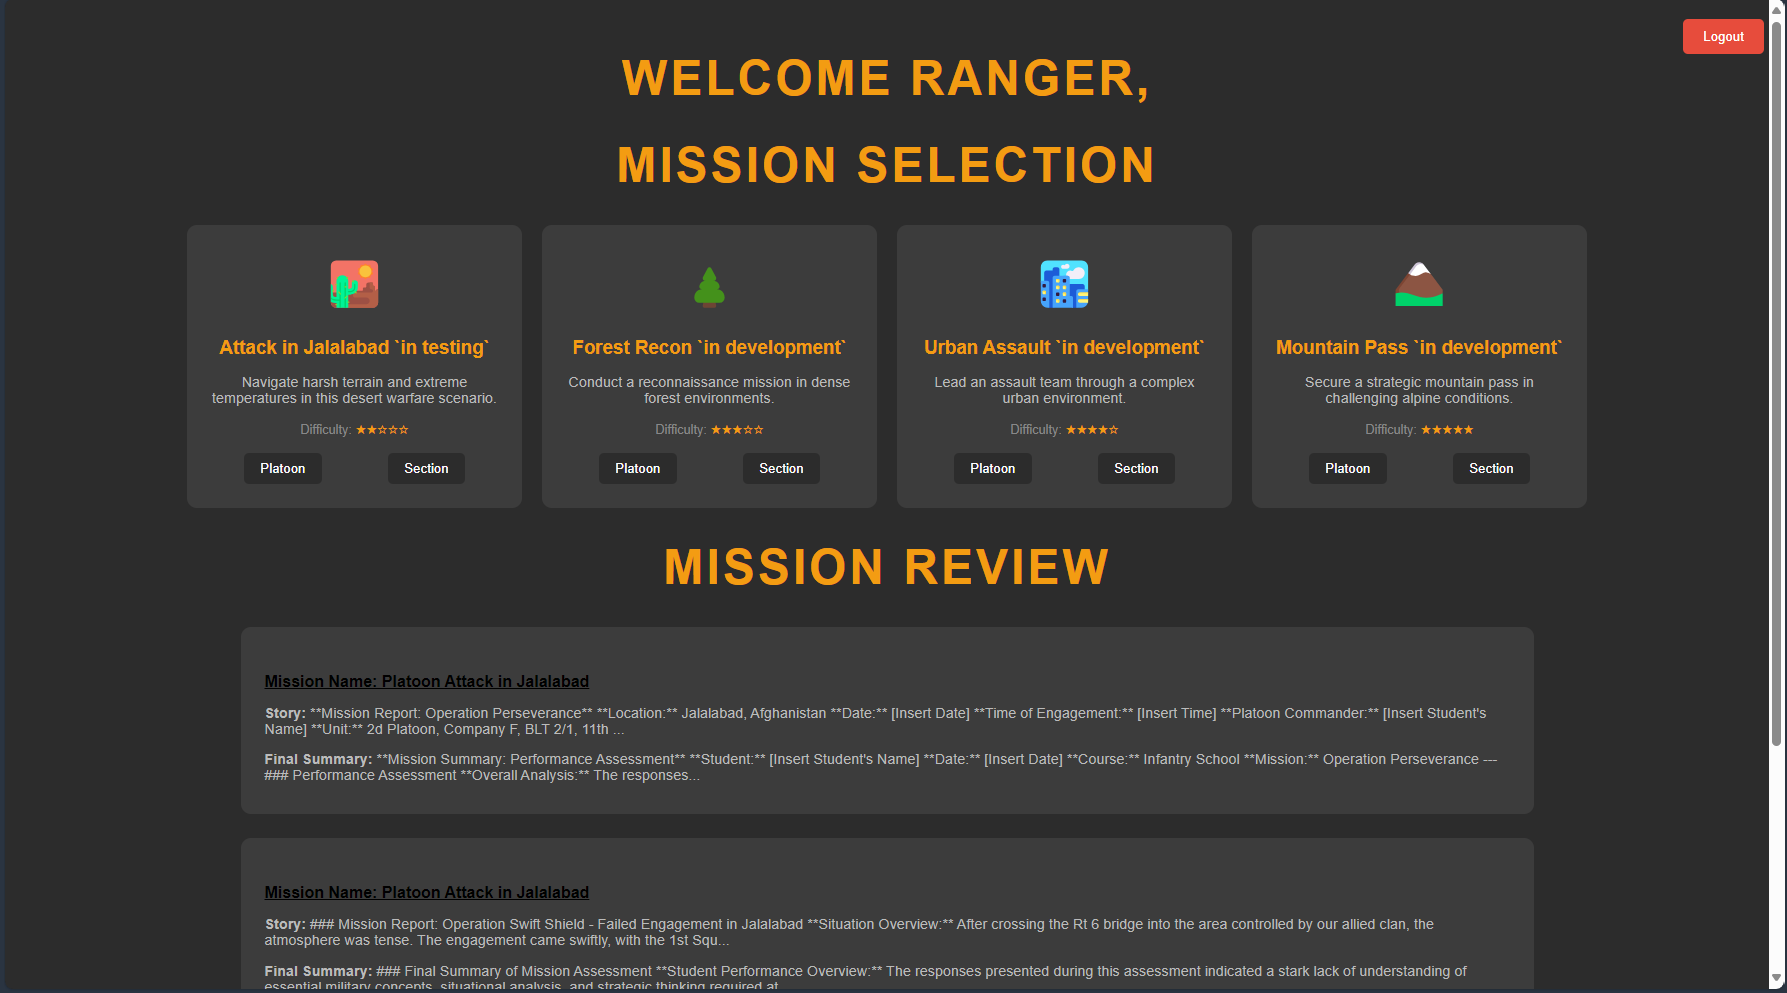 Logout
WELCOME RANGER,
MISSION SELECTION
Attack in Jalalabad `in testing`
Navigate harsh terrain and extreme
temperatures in this desert warfare scenario.
Difficulty: ★★☆☆☆
Platoon
Section
Forest Recon `in development`
Conduct a reconnaissance mission in dense
forest environments.
Difficulty: ★★★☆☆
Platoon
Section
Urban Assault `in development`
Lead an assault team through a complex
urban environment.
Difficulty: ★★★★☆
Platoon
Section
Mountain Pass `in development`
Secure a strategic mountain pass in
challenging alpine conditions.
Difficulty: ★★★★★
Platoon
Section
MISSION REVIEW
Mission Name: Platoon Attack in Jalalabad
Story: **Mission Report: Operation Perseverance** **Location:** Jalalabad, Afghanistan **Date:** [Insert Date] **Time of Engagement:** [Insert Time] **Platoon Commander:** [Insert Student's
Name] **Unit:** 2d Platoon, Company F, BLT 2/1, 11th ...
Final Summary: **Mission Summary: Performance Assessment** **Student:** [Insert Student's Name] **Date:** [Insert Date] **Course:** Infantry School **Mission:** Operation Perseverance ---
### Performance Assessment **Overall Analysis:** The responses...
Mission Name: Platoon Attack in Jalalabad
Story: ### Mission Report: Operation Swift Shield - Failed Engagement in Jalalabad **Situation Overview:** After crossing the Rt 6 bridge into the area controlled by our allied clan, the
atmosphere was tense. The engagement came swiftly, with the 1st Squ...
Final Summary: ### Final Summary of Mission Assessment **Student Performance Overview:** The responses presented during this assessment indicated a stark lack of understanding of
essential military concepts, situational analysis, and strategic thinking required at